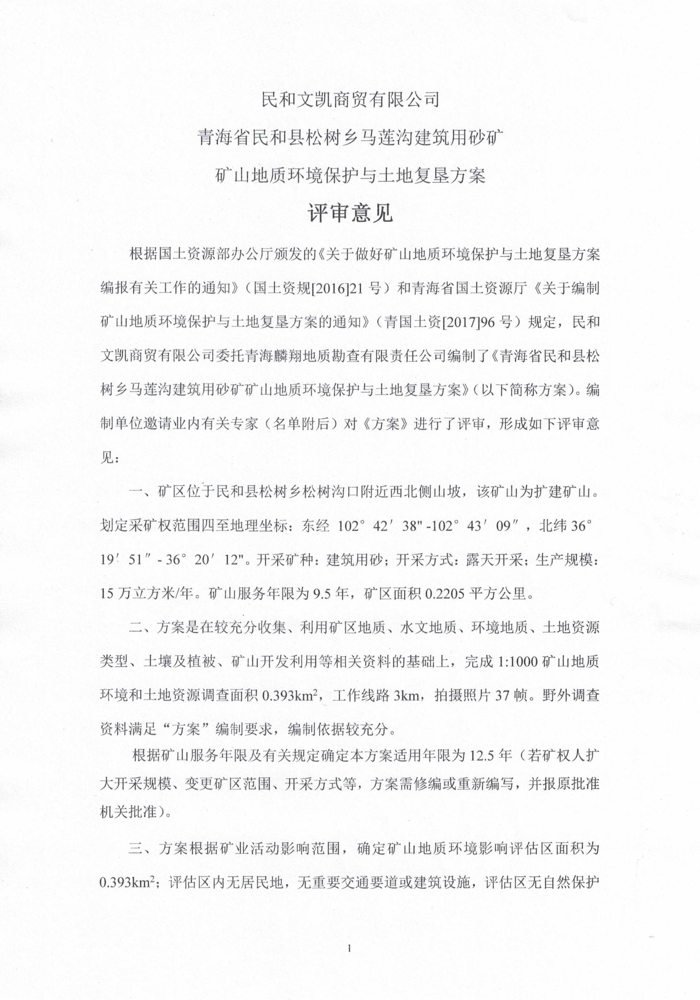 民和文凯商贸有限公司
青海省民和县松树乡马莲沟建筑用砂矿
矿山地质环境保护与土地复垦方案
评审意见
根据国土资源部办公厅颁发的《关于做好矿山地质环境保护与土地复垦方案
编报有关工作的通知》（国土资规[2016]21 号）和青海省国土资源厅《关于编制
矿山地质环境保护与土地复垦方案的通知》（青国土资[2017]96 号）规定，民和
文凯商贸有限公司委托青海麟翔地质勘查有限责任公司编制了《青海省民和县松
树乡马莲沟建筑用砂矿矿山地质环境保护与土地复垦方案》（以下简称方案）。编
制单位邀请业内有关专家（名单附后）对《方案》进行了评审，形成如下评审意
见：
一、矿区位于民和县松树乡松树沟口附近西北侧山坡，该矿山为扩建矿山。
划定采矿权范围四至地理坐标：东经 102° 42′ 38" -102° 43′ 09″，北纬 36°
19′ 51″ - 36° 20′ 12"。开采矿种：建筑用砂；开采方式：露天开采；生产规模：
15 万立方米/年。矿山服务年限为 9.5 年，矿区面积 0.2205 平方公里。
二、方案是在较充分收集、利用矿区地质、水文地质、环境地质、土地资源
类型、土壤及植被、矿山开发利用等相关资料的基础上，完成 1:1000 矿山地质
环境和土地资源调查面积 0.393km²，工作线路 3km，拍摄照片 37 帧。野外调查
资料满足“方案”编制要求，编制依据较充分。
根据矿山服务年限及有关规定确定本方案适用年限为 12.5 年（若矿权人扩
大开采规模、变更矿区范围、开采方式等，方案需修编或重新编写，并报原批准
机关批准）。
三、方案根据矿业活动影响范围，确定矿山地质环境影响评估区面积为
0.393km²；评估区内无居民地，无重要交通要道或建筑设施，评估区无自然保护
1